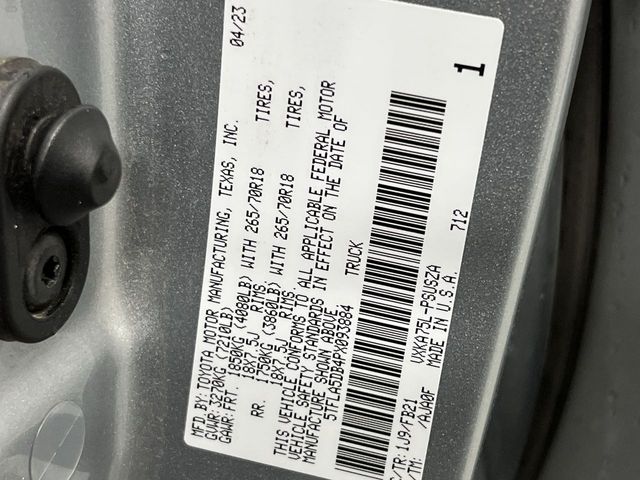 MFD.BY: TOYOTA MOTOR MANUFACTURING, TEXAS, INC. 04/23
GVWR: 3270KG (7210LB)
GAWR: FRT. 1850KG (4080LB) WITH 265/70R18 TIRES,
18X7.5J RIMS.
RR. 1750KG (3860LB) WITH 265/70R18 TIRES,
18X7.5J RIMS.
THIS VEHICLE CONFORMS TO ALL APPLICABLE FEDERAL MOTOR
VEHICLE SAFETY STANDARDS IN EFFECT ON THE DATE OF
MANUFACTURE SHOWN ABOVE.
5TFLA5DB4PX093884 TRUCK
C/TR: 1J9/FB21 VXKA75L-PSUSZA 712 1
/TM: /AJA0F MADE IN U.S.A.